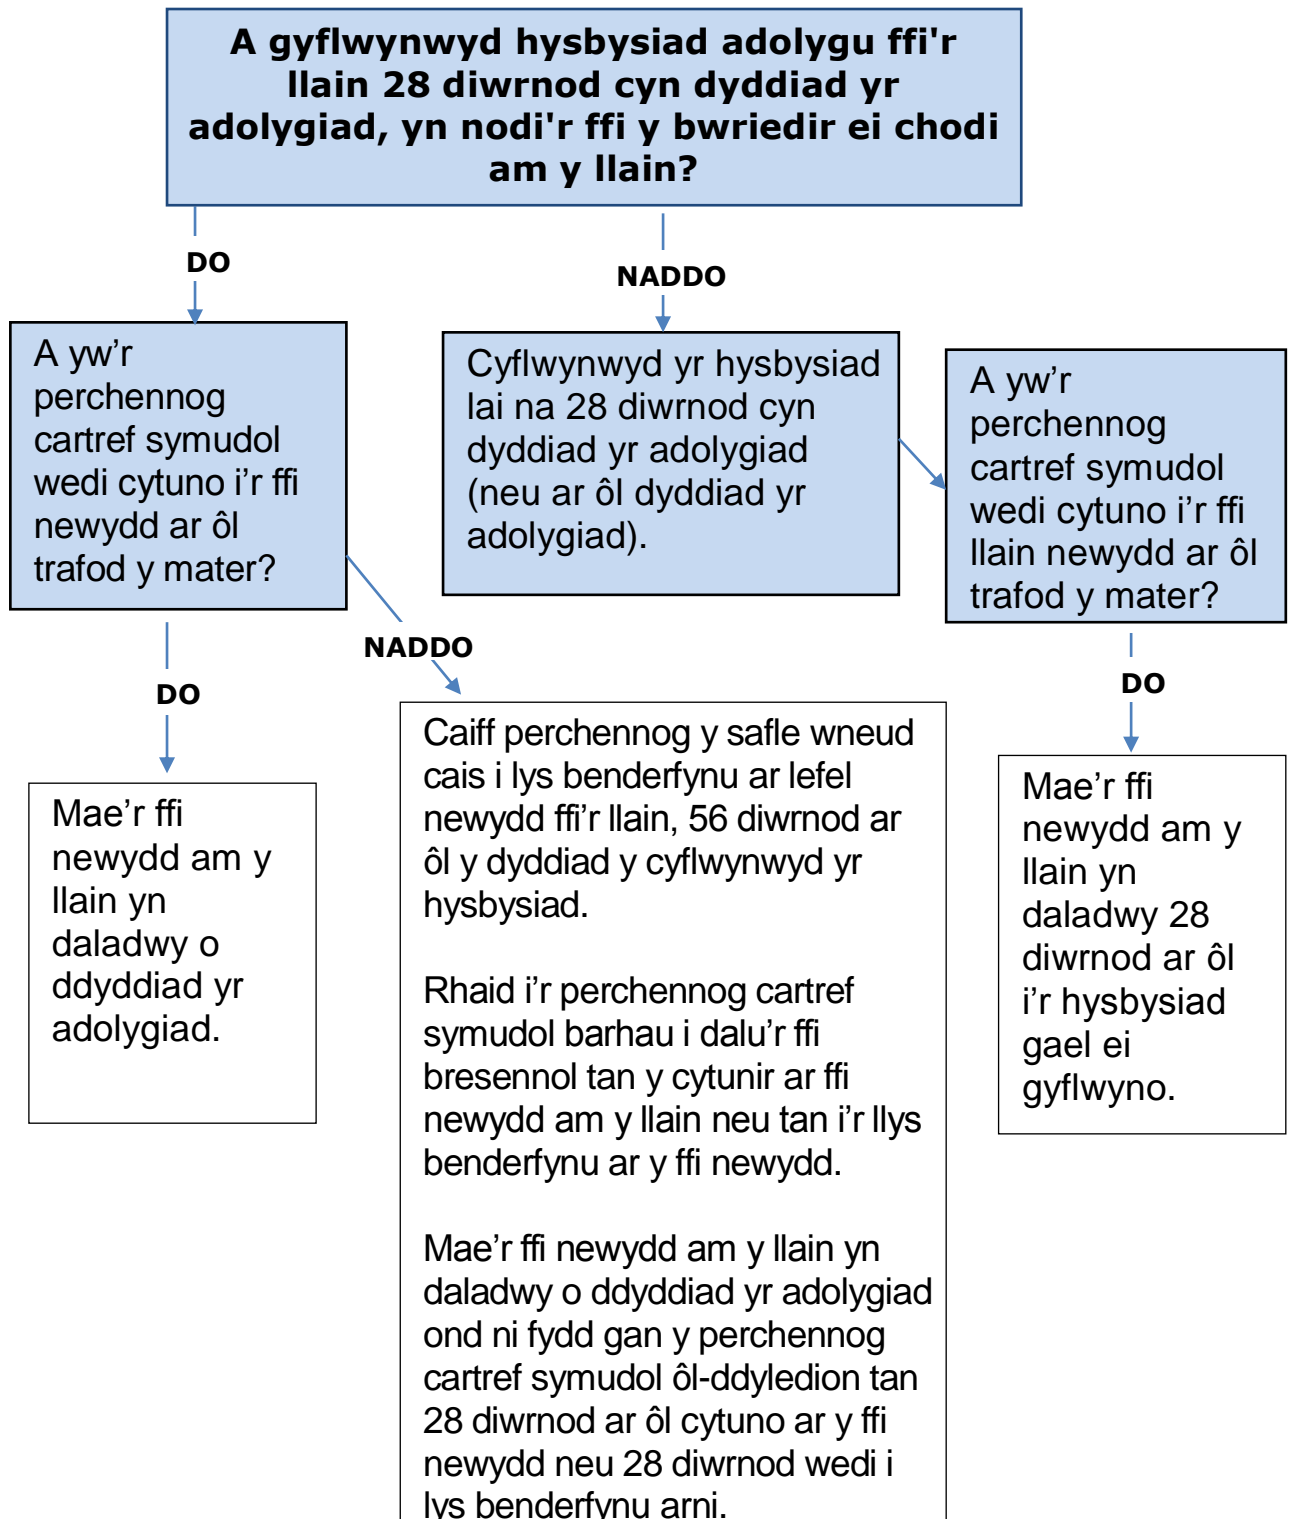 A gyflwynwyd hysbysiad adolygu ffi'r
llain 28 diwrnod cyn dyddiad yr
adolygiad, yn nodi'r ffi y bwriedir ei chodi
am y llain?
DO
NADDO
A yw'r
perchennog
cartref symudol
wedi cytuno i'r ffi
newydd ar ôl
trafod y mater?
Cyflwynwyd yr hysbysiad
lai na 28 diwrnod cyn
dyddiad yr adolygiad
(neu ar ôl dyddiad yr
adolygiad).
A yw'r
perchennog
cartref symudol
wedi cytuno i'r ffi
llain newydd ar ôl
trafod y mater?
NADDO
DO
DO
Mae'r ffi
newydd am y
llain yn
daladwy o
ddyddiad yr
adolygiad.
Caiff perchennog y safle wneud
cais i lys benderfynu ar lefel
newydd ffi'r llain, 56 diwrnod ar
ôl y dyddiad y cyflwynwyd yr
hysbysiad.
Rhaid i'r perchennog cartref
symudol barhau i dalu'r ffi
bresennol tan y cytunir ar ffi
newydd am y llain neu tan i'r llys
benderfynu ar y ffi newydd.
Mae'r ffi newydd am y llain yn
daladwy o ddyddiad yr adolygiad
ond ni fydd gan y perchennog
cartref symudol ôl-ddyledion tan
28 diwrnod ar ôl cytuno ar y ffi
newydd neu 28 diwrnod wedi i
lys benderfynu arni.
Mae'r ffi
newydd am y
llain yn
daladwy 28
diwrnod ar ôl
i'r hysbysiad
gael ei
gyflwyno.